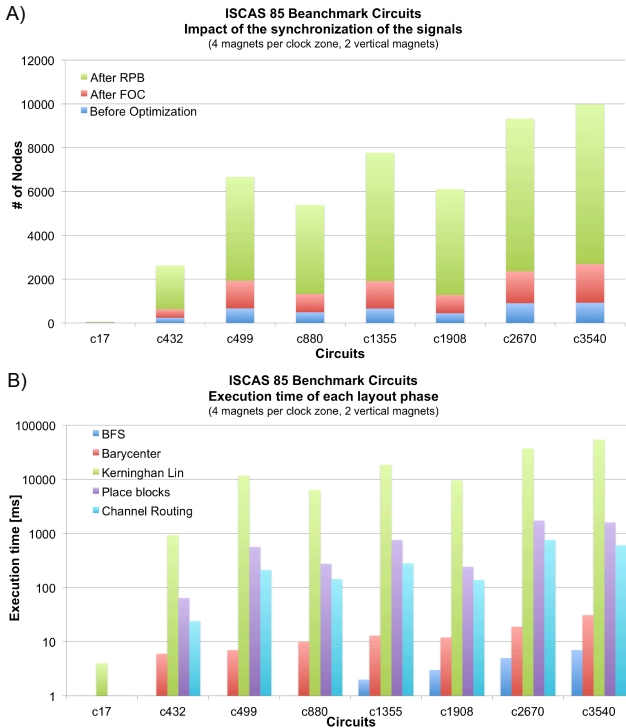 A)
ISCAS 85 Beanchmark Circuits
Impact of the synchronization of the signals
(4 magnets per clock zone, 2 vertical magnets)
12000
10000
8000
6000
4000
2000
0
# of Nodes
After RPB
After FOC
Before Optimization
c17 c432 c499 c880 c1355 c1908 c2670 c3540
Circuits
B)
ISCAS 85 Benchmark Circuits
Execution time of each layout phase
(4 magnets per clock zone, 2 vertical magnets)
100000
10000
1000
100
10
1
Execution time [ms]
BFS
Barycenter
Kerninghan Lin
Place blocks
Channel Routing
c17 c432 c499 c880 c1355 c1908 c2670 c3540
Circuits